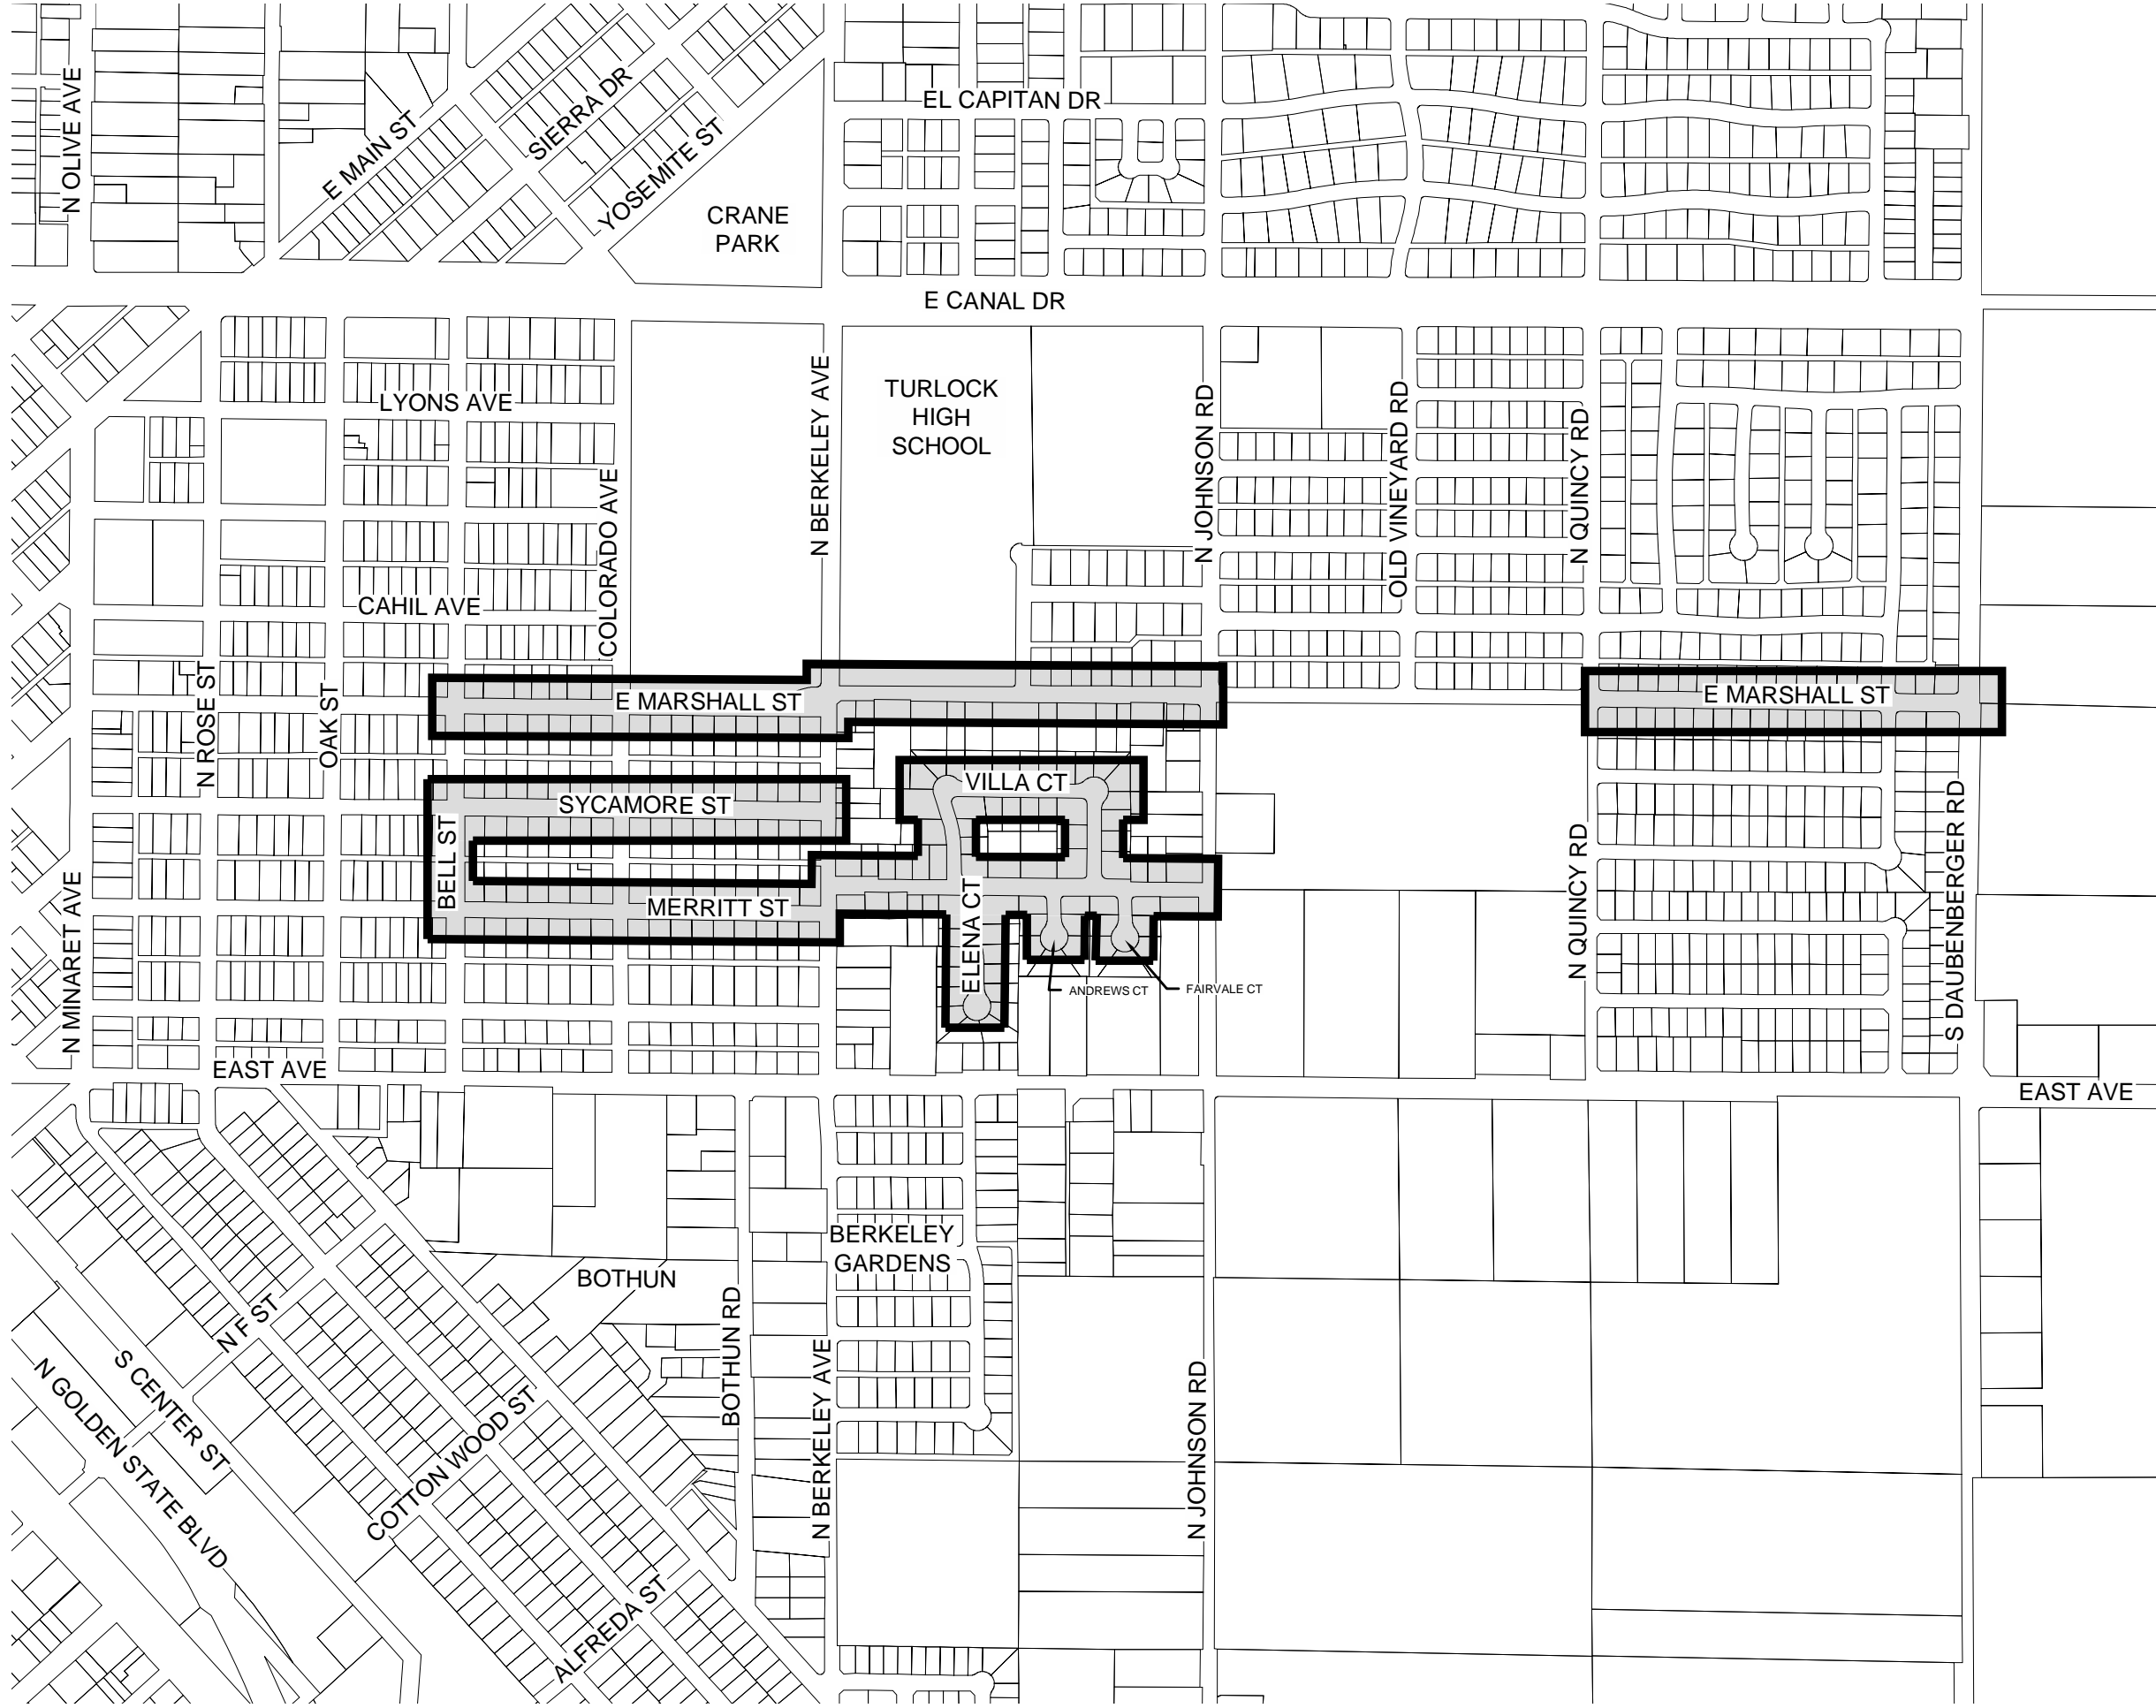 N OLIVE AVE
E MAIN ST
SIERRA DR
YOSEMITE ST
CRANE
PARK
EL CAPITAN DR
E CANAL DR
LYONS AVE
COLORADO AVE
N BERKELEY AVE
TURLOCK
HIGH
SCHOOL
N JOHNSON RD
OLD VINEYARD RD
N QUINCY RD
CAHIL AVE
N ROSE ST
OAK ST
E MARSHALL ST
E MARSHALL ST
VILLA CT
SYCAMORE ST
BELL ST
MERRITT ST
ELENA CT
ANDREWS CT
FAIRVALE CT
N QUINCY RD
S DAUBENBERGER RD
N MINARET AVE
EAST AVE
EAST AVE
BERKELEY
GARDENS
BOTHUN
BOTHUN RD
N BERKELEY AVE
N JOHNSON RD
N F ST
S CENTER ST
N GOLDEN STATE BLVD
COTTON WOOD ST
ALFREDA ST